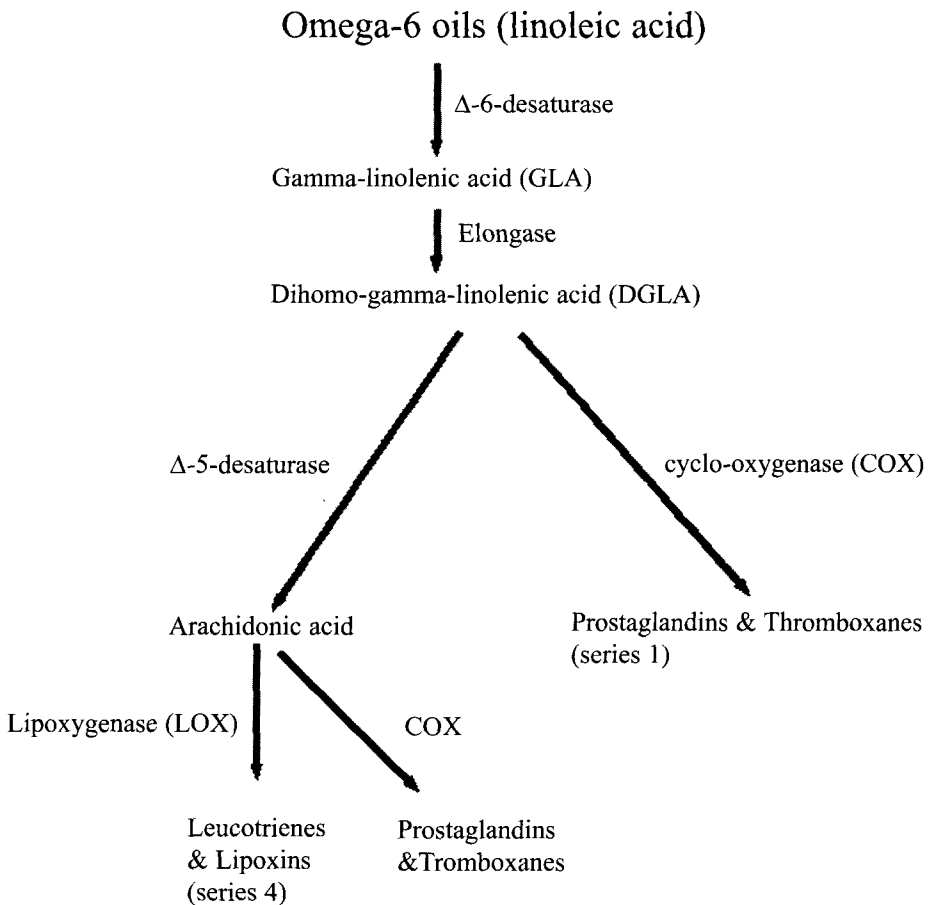 Omega-6 oils (linoleic acid)
Δ-6-desaturase
Gamma-linolenic acid (GLA)
Elongase
Dihomo-gamma-linolenic acid (DGLA)
Δ-5-desaturase
cyclo-oxygenase (COX)
Arachidonic acid
Prostaglandins & Thromboxanes
(series 1)
Lipoxygenase (LOX)
COX
Leucotrienes
& Lipoxins
(series 4)
Prostaglandins
&Tromboxanes